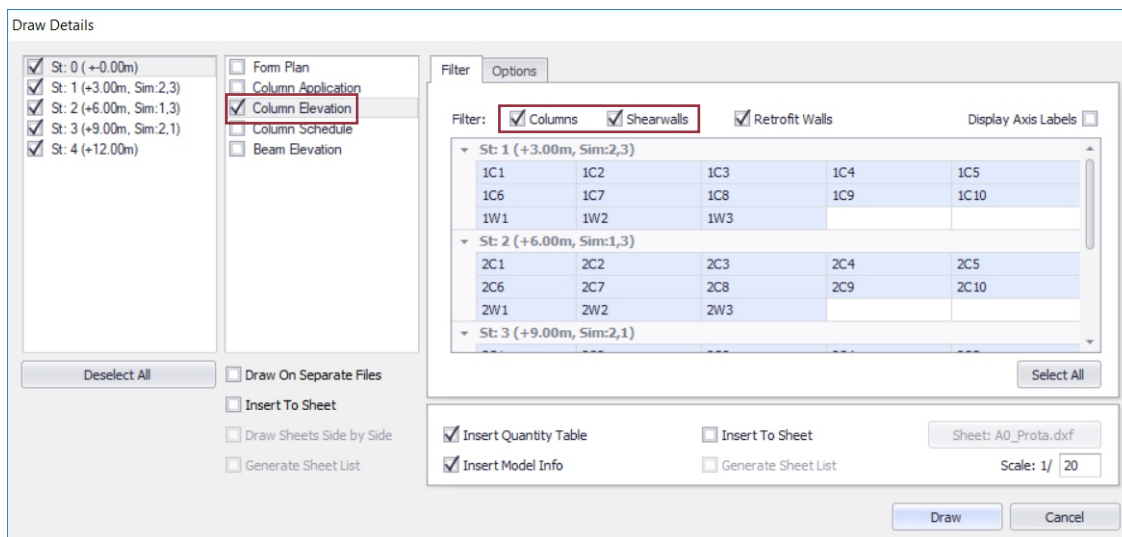 Draw Details
St: 0 ( +-0.00m)
St: 1 (+3.00m, Sim:2,3)
St: 2 (+6.00m, Sim:1,3)
St: 3 (+9.00m, Sim:2,1)
St: 4 (+12.00m)
Deselect All
Form Plan
Column Application
Column Elevation
Column Schedule
Beam Elevation
Draw On Separate Files
Insert To Sheet
Draw Sheets Side by Side
Generate Sheet List
Filter Options
Filter: Columns Shearwalls Retrofit Walls Display Axis Labels
St: 1 (+3.00m, Sim:2,3)
1C1 1C2 1C3 1C4 1C5
1C6 1C7 1C8 1C9 1C10
1W1 1W2 1W3
St: 2 (+6.00m, Sim:1,3)
2C1 2C2 2C3 2C4 2C5
2C6 2C7 2C8 2C9 2C10
2W1 2W2 2W3
St: 3 (+9.00m, Sim:2,1)
Select All
Insert Quantity Table Insert To Sheet Sheet: A0_Prota.dxf
Insert Model Info Generate Sheet List Scale: 1/ 20
Draw Cancel